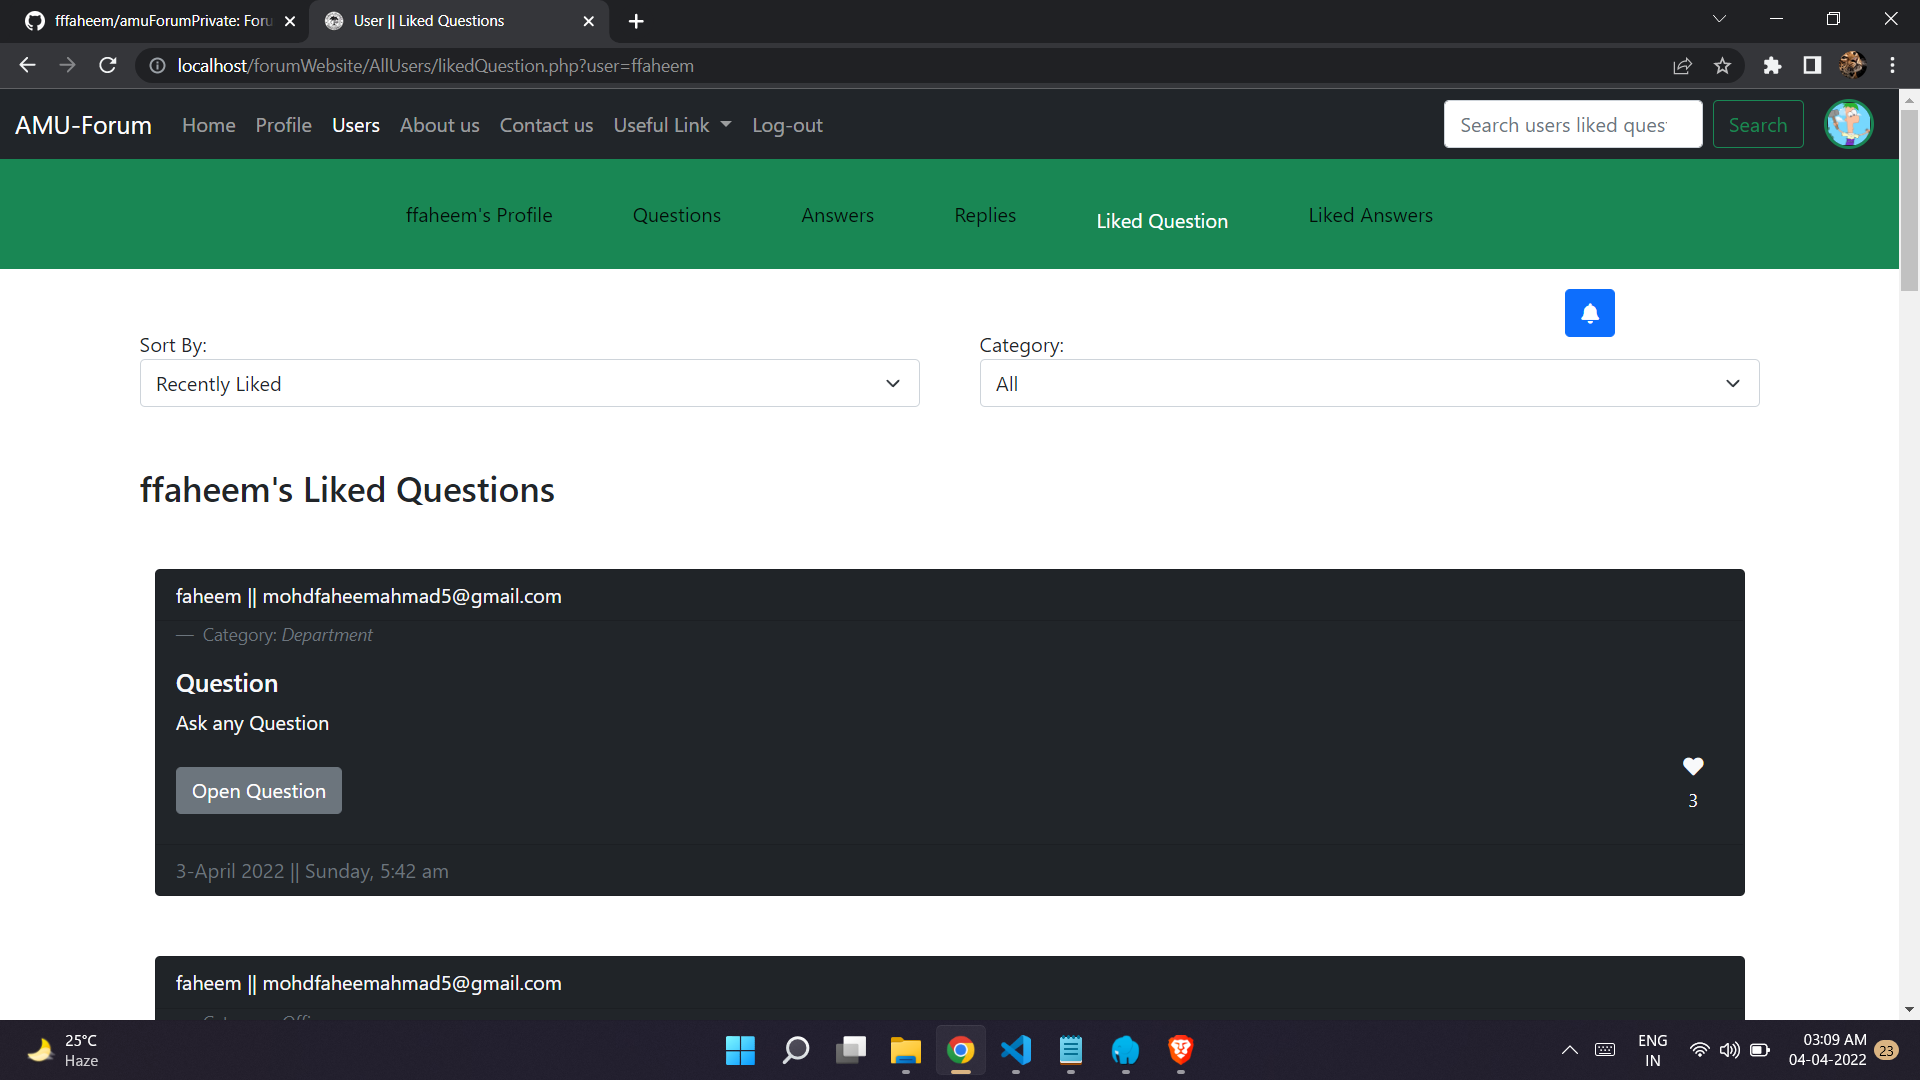 fffaheem/amuForumPrivate: Foru
User || Liked Questions
localhost/forumWebsite/AllUsers/likedQuestion.php?user=ffaheem
AMU-Forum Home Profile Users About us Contact us Useful Link Log-out Search users liked ques Search
ffaheem's Profile Questions Answers Replies Liked Question Liked Answers
Sort By: Category:
Recently Liked All
ffaheem's Liked Questions
faheem || mohdfaheemahmad5@gmail.com
— Category: Department
Question
Ask any Question
Open Question
3
3-April 2022 || Sunday, 5:42 am
faheem || mohdfaheemahmad5@gmail.com
25°C
Haze
ENG
IN
03:09 AM
04-04-2022
23